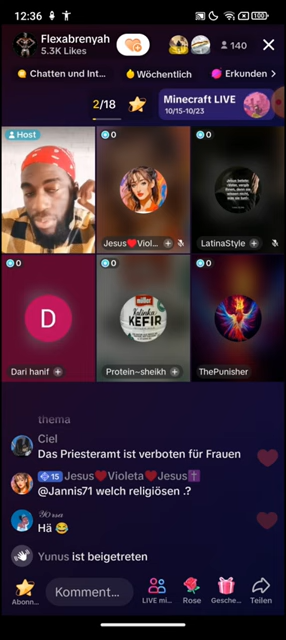 12:36
100
Flexabrenyah
5.3K Likes
140
Chatten und Int...
Wöchentlich
Erkunden
2/18
Minecraft LIVE
10/15-10/23
Host
0
0
Jesus❤️Viol...
LatinaStyle
0
0
0
D
müller
Kalinka
KEFIR
Dari hanif
Protein~sheikh
ThePunisher
thema
Ciel
Das Priesteramt ist verboten für Frauen
15 Jesus❤️Violeta❤️Jesus✝️
@Jannis71 welch religiösen .?
Hä 😂
Yunus ist beigetreten
Abonn...
Komment...
LIVE mi...
Rose
Gesche...
Teilen